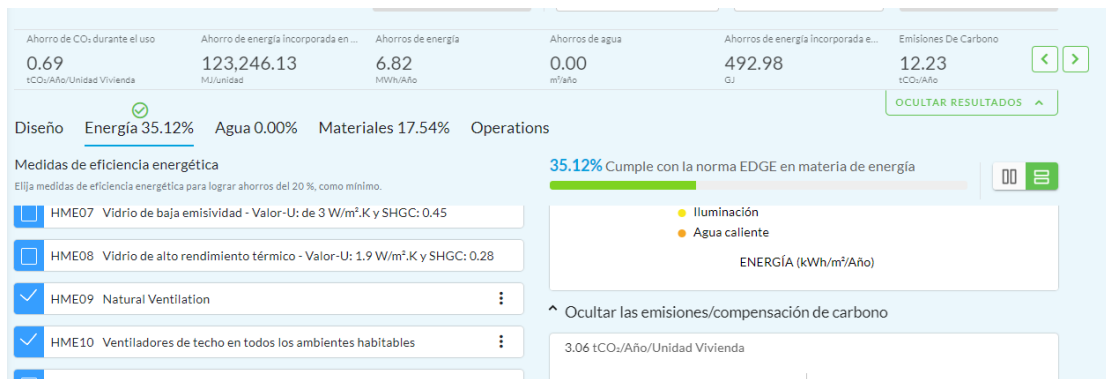 Ahorro de CO₂ durante el uso
0.69
tCO₂/Año/Unidad Vivienda
Ahorro de energía incorporada en ...
123,246.13
MJ/unidad
Ahorros de energía
6.82
MWh/Año
Ahorros de agua
0.00
m³/año
Ahorros de energía incorporada e...
492.98
GJ
Emisiones De Carbono
12.23
tCO₂/Año
OCULTAR RESULTADOS
Diseño Energía 35.12% Agua 0.00% Materiales 17.54% Operations
Medidas de eficiencia energética
Elija medidas de eficiencia energética para lograr ahorros del 20 %, como mínimo.
35.12% Cumple con la norma EDGE en materia de energía
HME07 Vidrio de baja emisividad - Valor-U: de 3 W/m².K y SHGC: 0.45
HME08 Vidrio de alto rendimiento térmico - Valor-U: 1.9 W/m².K y SHGC: 0.28
HME09 Natural Ventilation
HME10 Ventiladores de techo en todos los ambientes habitables
Iluminación
Agua caliente
ENERGÍA (kWh/m²/Año)
Ocultar las emisiones/compensación de carbono
3.06 tCO₂/Año/Unidad Vivienda